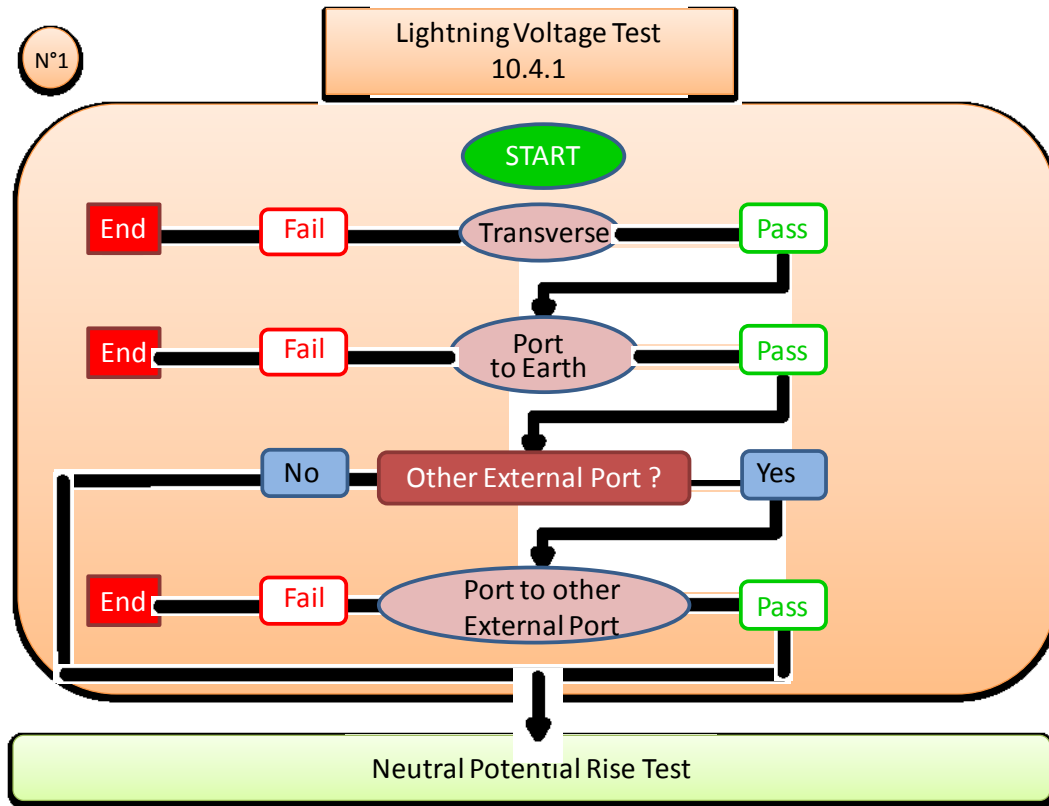 N°1
Lightning Voltage Test
10.4.1
START
End
Fail
Transverse
Pass
End
Fail
Port
to Earth
Pass
No
Other External Port ?
Yes
End
Fail
Port to other
External Port
Pass
Neutral Potential Rise Test